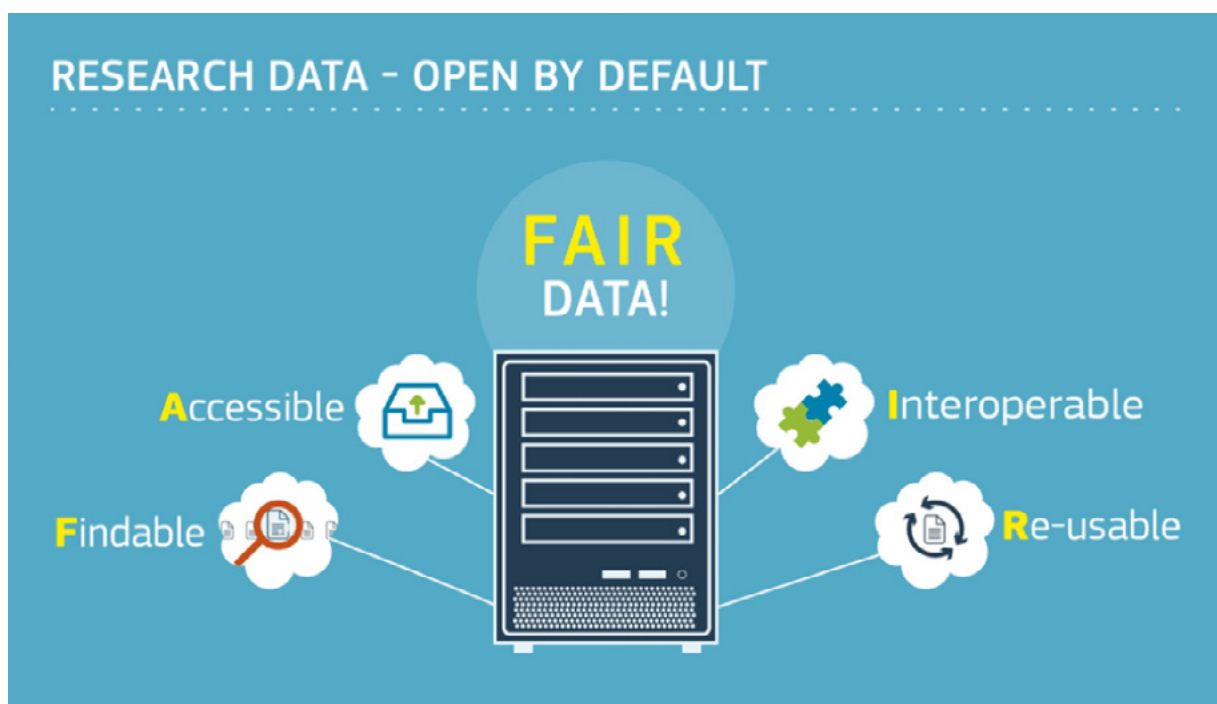 RESEARCH DATA – OPEN BY DEFAULT
FAIR
DATA!
Accessible
Interoperable
Findable
Re-usable